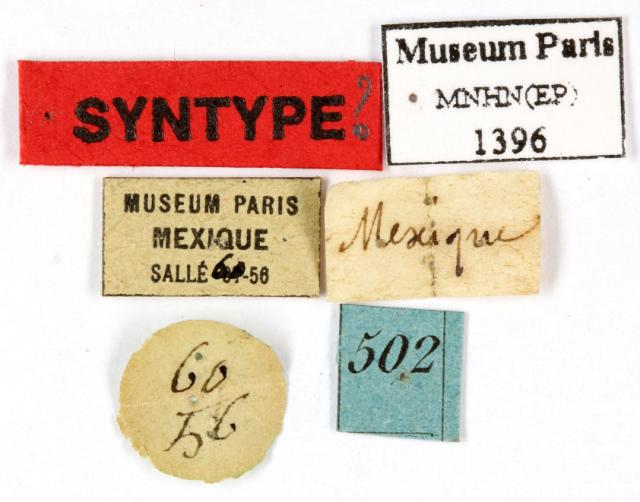 SYNTYPE?
Museum Paris
MNHN(EP)
1396
MUSEUM PARIS
MEXIQUE
SALLÉ 60-56
Mexique
60
56
502